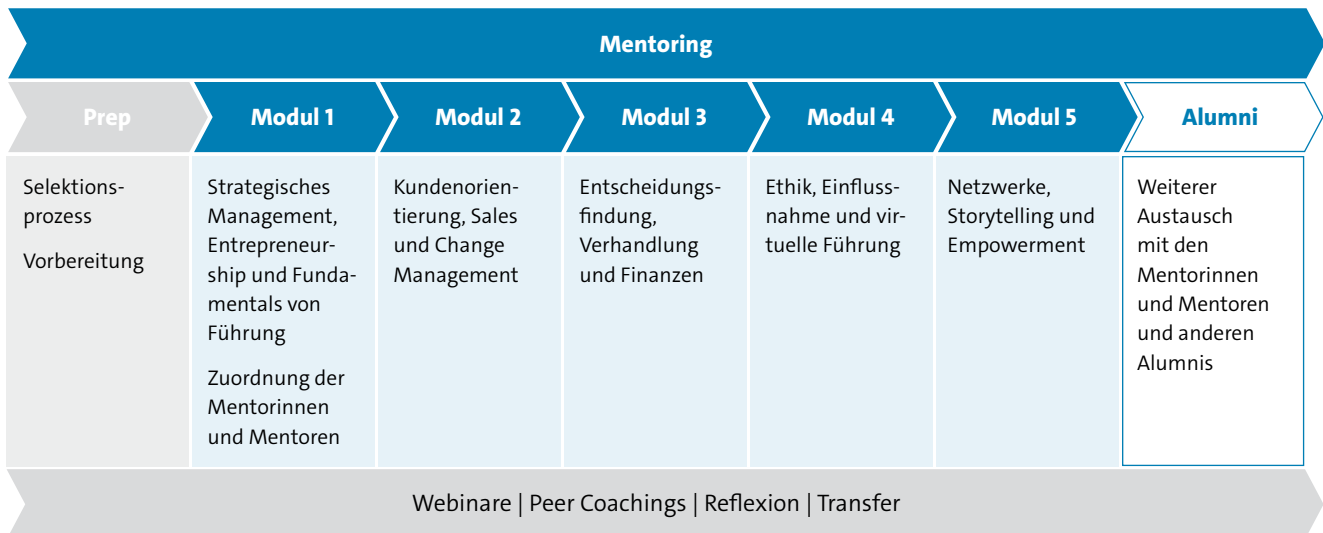 Mentoring
Prep
Modul 1
Modul 2
Modul 3
Modul 4
Modul 5
Alumni
Selektions-
prozess
Vorbereitung
Strategisches
Management,
Entrepreneur-
ship und Funda-
mentals von
Führung
Zuordnung der
Mentorinnen
und Mentoren
Kundenorien-
tierung, Sales
und Change
Management
Entscheidungs-
findung,
Verhandlung
und Finanzen
Ethik, Einfluss-
nahme und vir-
tuelle Führung
Netzwerke,
Storytelling und
Empowerment
Weiterer
Austausch
mit den
Mentorinnen
und Mentoren
und anderen
Alumnis
Webinare | Peer Coachings | Reflexion | Transfer